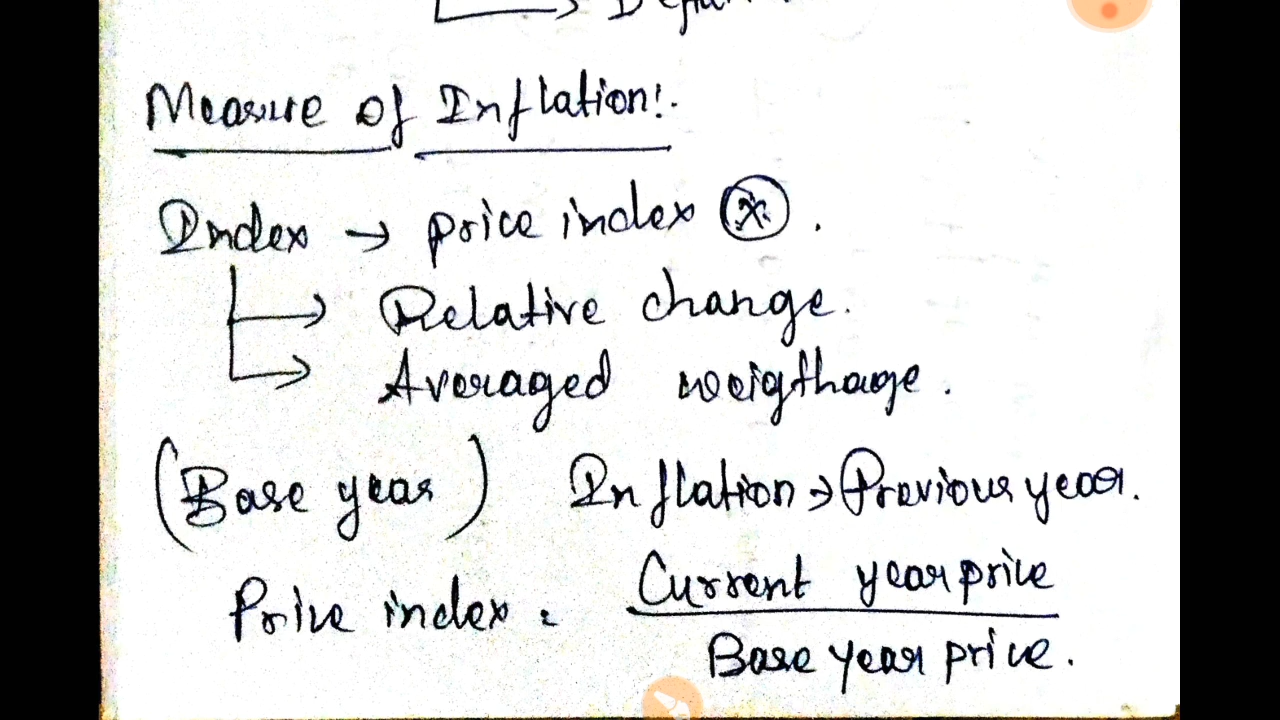 Measure of Inflation:-
Index → price index ⊛.
→ Relative change.
→ Averaged weigthage.
(Base year) Inflation → Previous year.
Price index = Current year price
Base year price.